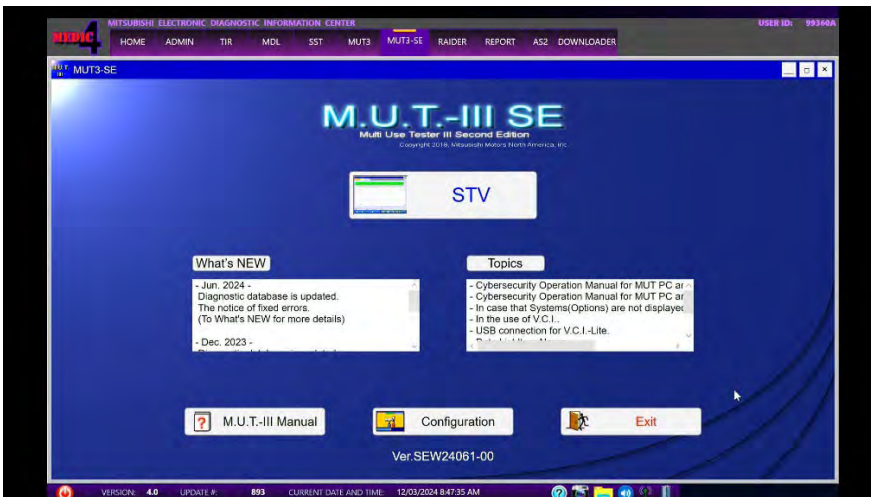 MITSUBISHI ELECTRONIC DIAGNOSTIC INFORMATION CENTER
USER ID: 99360A
MEDIC 4
HOME ADMIN TIR MDL SST MUT3 MUT3-SE RAIDER REPORT AS2 DOWNLOADER
MUT3-SE
M.U.T.-III SE
Multi Use Tester III Second Edition
Copyright 2018, Mitsubishi Motors North America, Inc.
STV
What's NEW
- Jun. 2024 -
Diagnostic database is updated.
The notice of fixed errors.
(To What's NEW for more details)
- Dec. 2023 -
Topics
- Cybersecurity Operation Manual for MUT PC ar
- Cybersecurity Operation Manual for MUT PC ar
- In case that Systems(Options) are not displayed
- In the use of V.C.I..
- USB connection for V.C.I.-Lite.
M.U.T.-III Manual
Configuration
Exit
Ver.SEW24061-00
VERSION: 4.0 UPDATE #: 893 CURRENT DATE AND TIME: 12/03/2024 8:47:35 AM